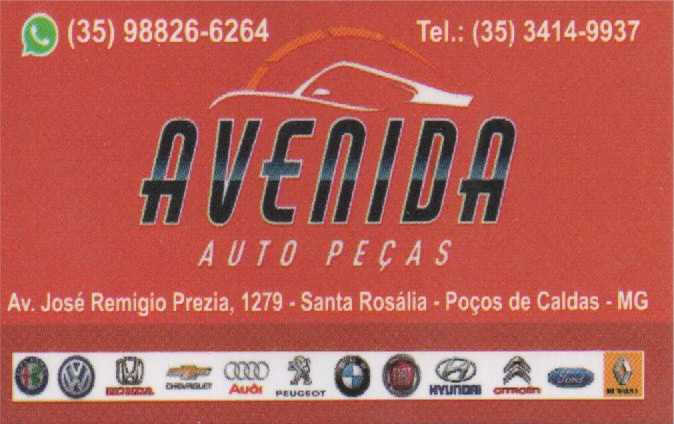 (35) 98826-6264 Tel.: (35) 3414-9937
AVENIDA
AUTO PEÇAS
Av. José Remigio Prezia, 1279 - Santa Rosália - Poços de Caldas - MG
HONDA CHEVROLET Audi PEUGEOT FIAT HYUNDAI CITROËN Ford RENAULT